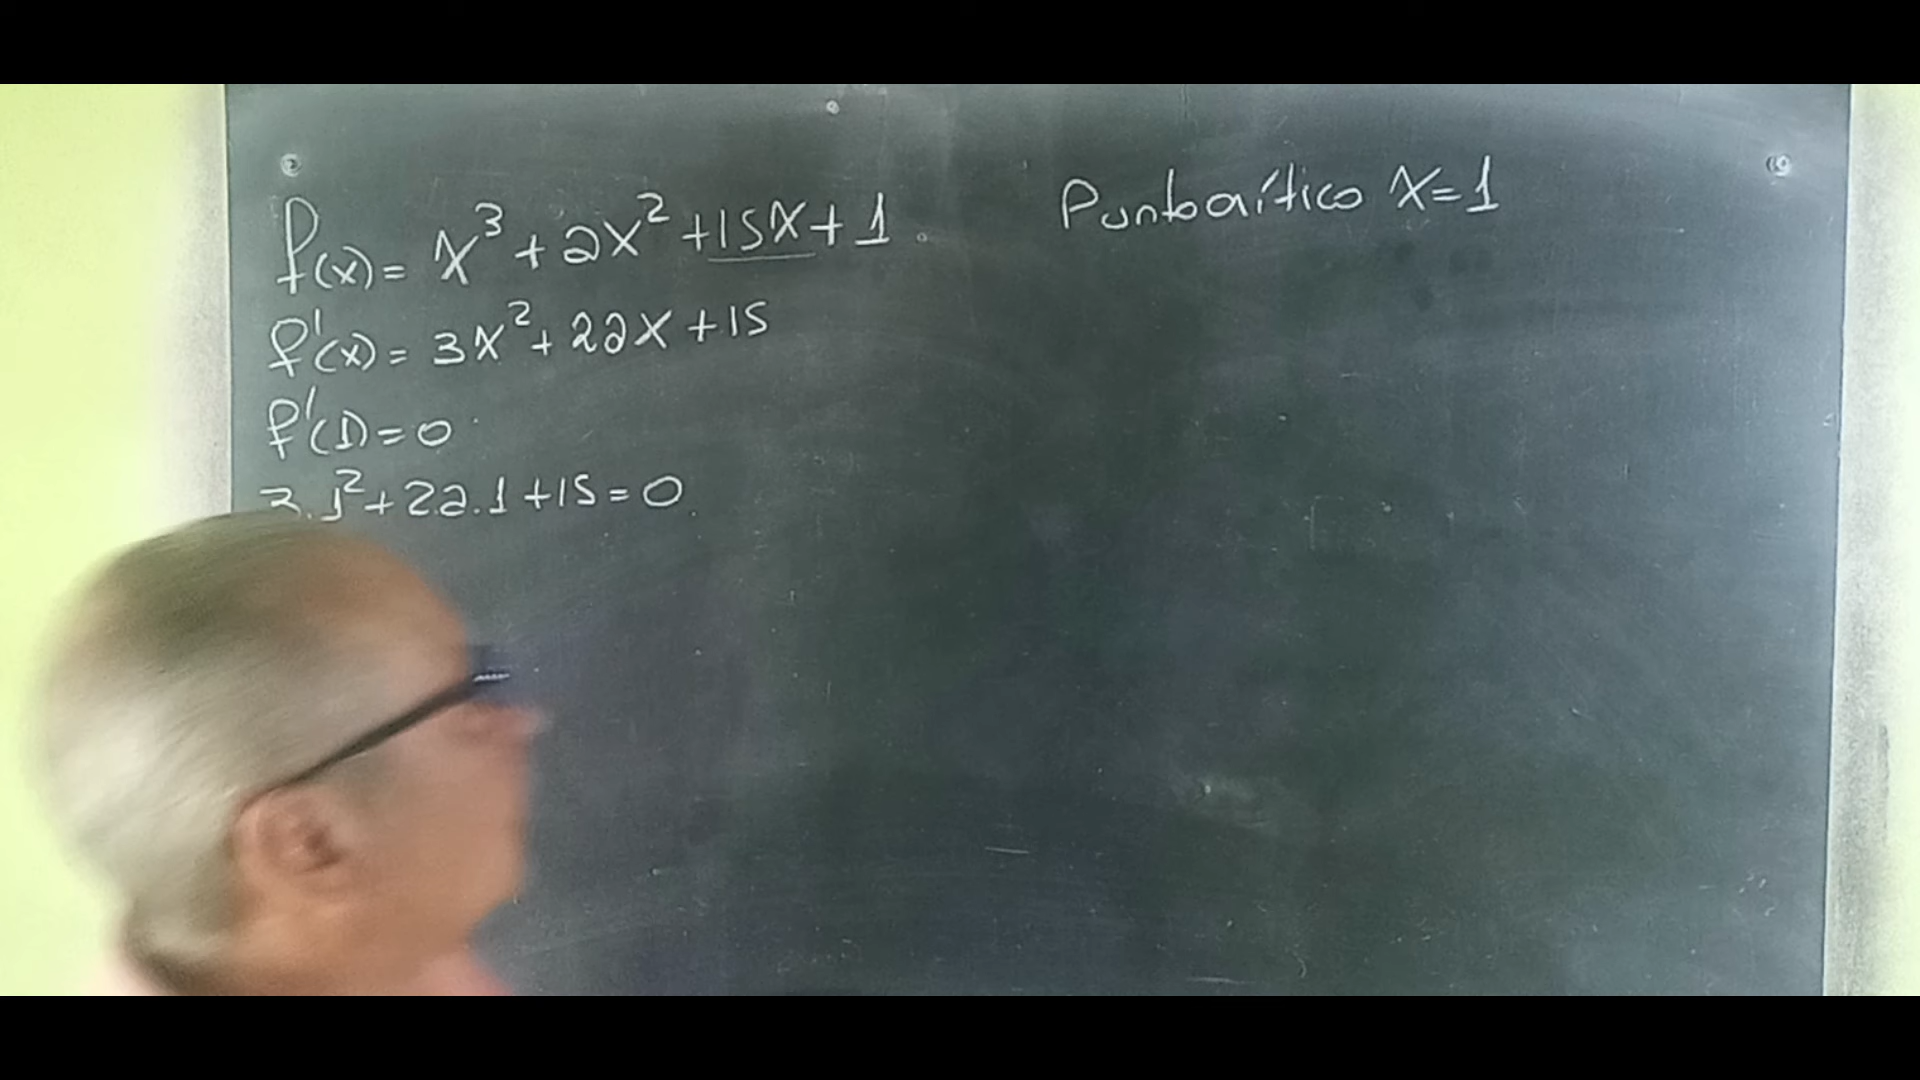 f(x) = x³ + ax² + 15x + 1.
Punto crítico x=1
f'(x) = 3x² + 2ax + 15
f'(1) = 0
3.1² + 2a.1 + 15 = 0